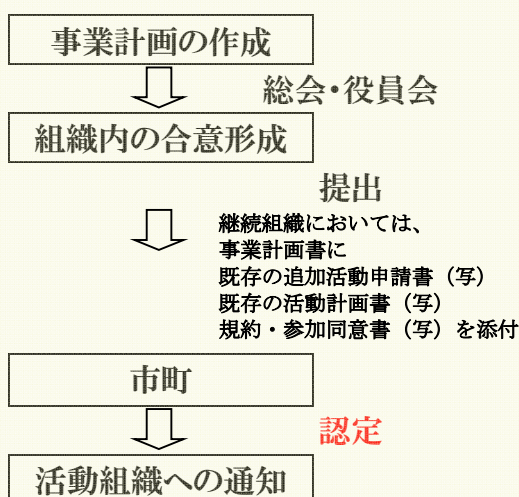 事業計画の作成
総会・役員会
組織内の合意形成
提出
継続組織においては、
事業計画書に
既存の追加活動申請書（写）
既存の活動計画書（写）
規約・参加同意書（写）を添付
市町
認定
活動組織への通知